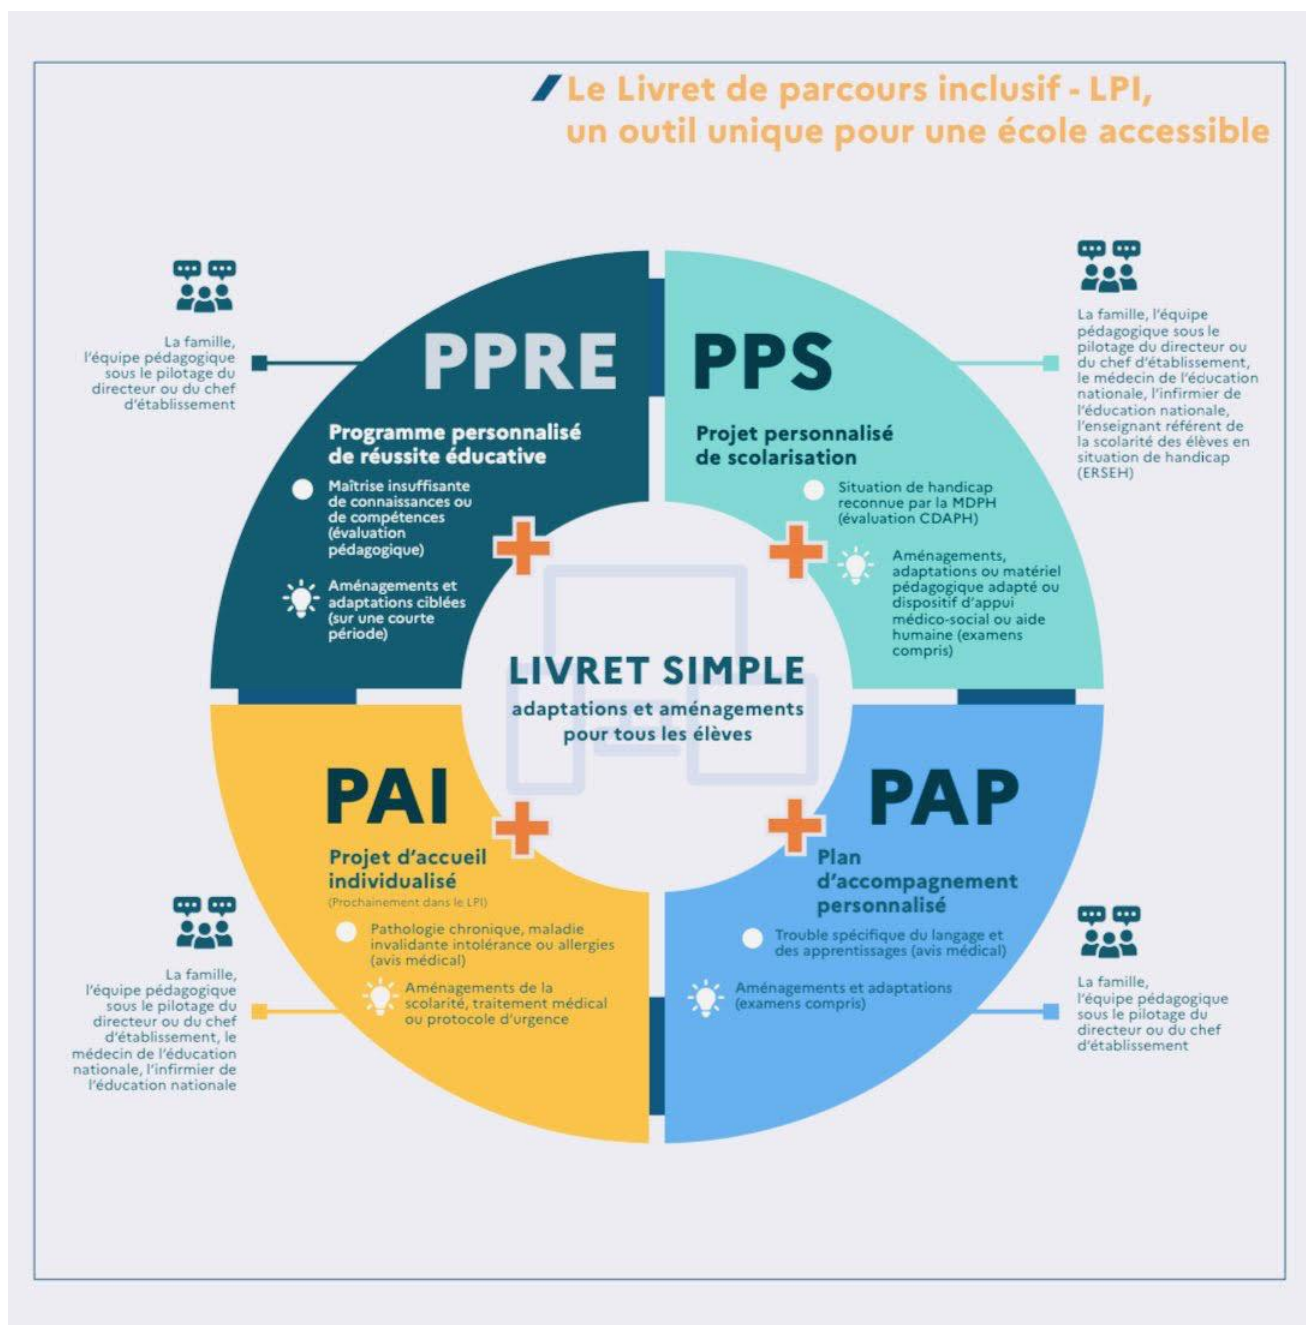 Le Livret de parcours inclusif - LPI,
un outil unique pour une école accessible
La famille,
l'équipe pédagogique
sous le pilotage du
directeur ou du chef
d'établissement
PPRE
Programme personnalisé
de réussite éducative
Maîtrise insuffisante
de connaissances ou
de compétences
(évaluation
pédagogique)
Aménagements et
adaptations ciblées
(sur une courte
période)
PPS
Projet personnalisé
de scolarisation
Situation de handicap
reconnue par la MDPH
(évaluation CDAPH)
Aménagements,
adaptations ou matériel
pédagogique adapté ou
dispositif d'appui
médico-social ou aide
humaine (examens
compris)
La famille, l'équipe
pédagogique sous le
pilotage du directeur ou
du chef d'établissement,
le médecin de l'éducation
nationale, l'infirmier de
l'éducation nationale,
l'enseignant référent de
la scolarité des élèves en
situation de handicap
(ERSEH)
LIVRET SIMPLE
adaptations et aménagements
pour tous les élèves
PAI
Projet d'accueil
individualisé
(Prochainement dans le LPI)
Pathologie chronique, maladie
invalidante intolérance ou allergies
(avis médical)
Aménagements de la
scolarité, traitement médical
ou protocole d'urgence
La famille,
l'équipe pédagogique
sous le pilotage du
directeur ou du chef
d'établissement, le
médecin de l'éducation
nationale, l'infirmier de
l'éducation nationale
PAP
Plan
d'accompagnement
personnalisé
Trouble spécifique du langage et
des apprentissages (avis médical)
Aménagements et adaptations
(examens compris)
La famille,
l'équipe pédagogique
sous le pilotage du
directeur ou du chef
d'établissement